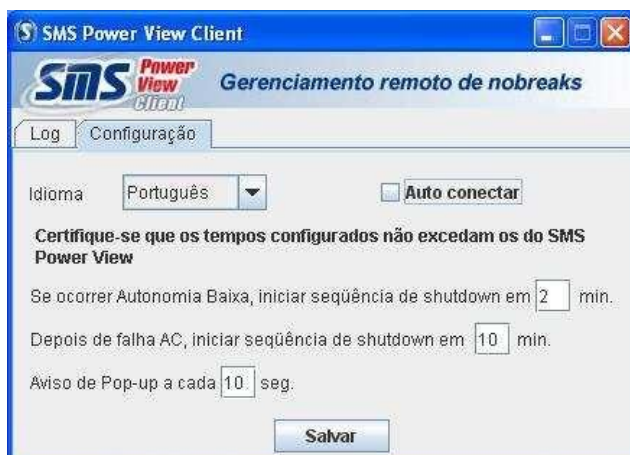 SMS Power View Client
SMS Power View Client
Gerenciamento remoto de nobreaks
Log
Configuração
Idioma
Português
Auto conectar
Certifique-se que os tempos configurados não excedam os do SMS
Power View
Se ocorrer Autonomia Baixa, iniciar seqüência de shutdown em 2 min.
Depois de falha AC, iniciar seqüência de shutdown em 10 min.
Aviso de Pop-up a cada 10 seg.
Salvar